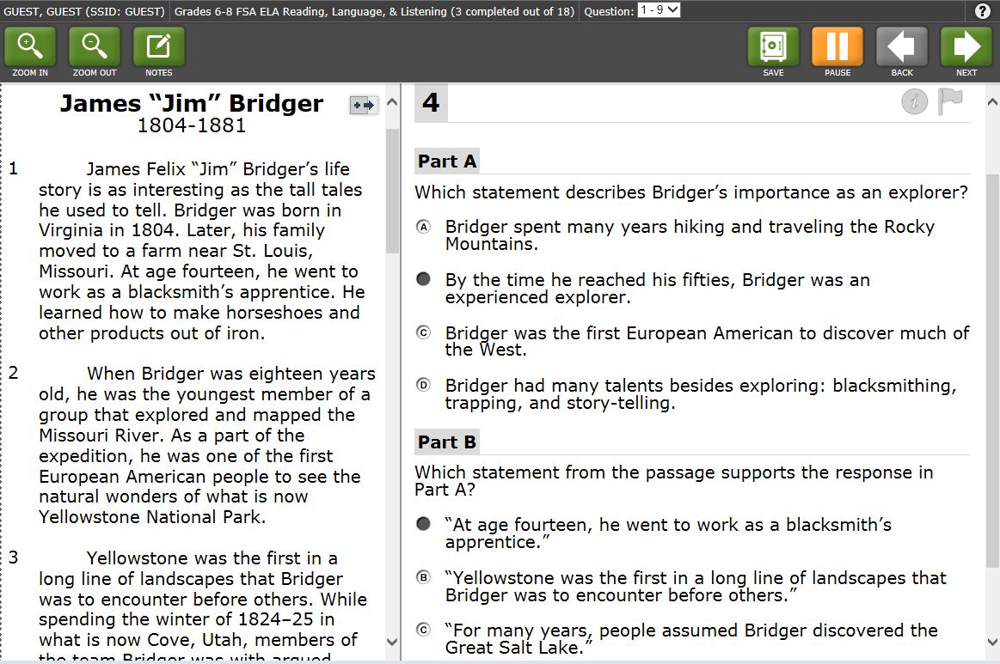 GUEST, GUEST (SSID: GUEST) Grades 6-8 FSA ELA Reading, Language, & Listening (3 completed out of 18) Question: 1 - 9 ?
ZOOM IN ZOOM OUT NOTES SAVE PAUSE BACK NEXT
James “Jim” Bridger
1804-1881
1 James Felix “Jim” Bridger’s life
story is as interesting as the tall tales
he used to tell. Bridger was born in
Virginia in 1804. Later, his family
moved to a farm near St. Louis,
Missouri. At age fourteen, he went to
work as a blacksmith’s apprentice. He
learned how to make horseshoes and
other products out of iron.
2 When Bridger was eighteen years
old, he was the youngest member of a
group that explored and mapped the
Missouri River. As a part of the
expedition, he was one of the first
European American people to see the
natural wonders of what is now
Yellowstone National Park.
3 Yellowstone was the first in a
long line of landscapes that Bridger
was to encounter before others. While
spending the winter of 1824–25 in
what is now Cove, Utah, members of
the team Bridger was with argued
4 i
Part A
Which statement describes Bridger’s importance as an explorer?
A Bridger spent many years hiking and traveling the Rocky
Mountains.
By the time he reached his fifties, Bridger was an
experienced explorer.
C Bridger was the first European American to discover much of
the West.
D Bridger had many talents besides exploring: blacksmithing,
trapping, and story-telling.
Part B
Which statement from the passage supports the response in
Part A?
“At age fourteen, he went to work as a blacksmith’s
apprentice.”
B “Yellowstone was the first in a long line of landscapes that
Bridger was to encounter before others.”
C “For many years, people assumed Bridger discovered the
Great Salt Lake.”